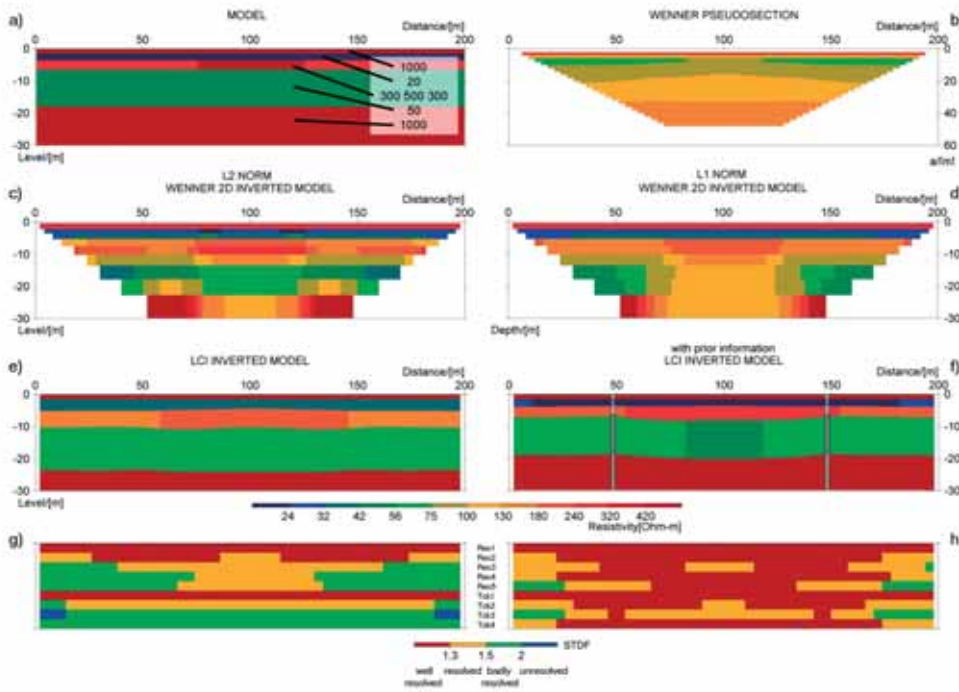 a)
MODEL
Distance/[m]
0 50 100 150 200
0
-10
-20
-30
Level/[m]
1000
20
300 500 300
50
1000
b)
WENNER PSEUDOSECTION
Distance/[m]
0 50 100 150 200
0
20
40
60
c)
L2 NORM
WENNER 2D INVERTED MODEL
Distance/[m]
0 50 100 150 200
0
-10
-20
-30
Level/[m]
d)
L1 NORM
WENNER 2D INVERTED MODEL
Distance/[m]
0 50 100 150 200
0
-10
-20
-30
Depth/[m]
e)
LCI INVERTED MODEL
Distance/[m]
0 50 100 150 200
0
-10
-20
-30
Level/[m]
f)
with prior information
LCI INVERTED MODEL
Distance/[m]
0 50 100 150 200
0
-10
-20
-30
24 32 42 56 75 100 130 180 240 320 420
Resistivity[Ohm-m]
g)
h)
Res1
Res2
Res3
Res4
Res5
STDF
1.3 1.5 2
well resolved badly unresolved
resolved resolved